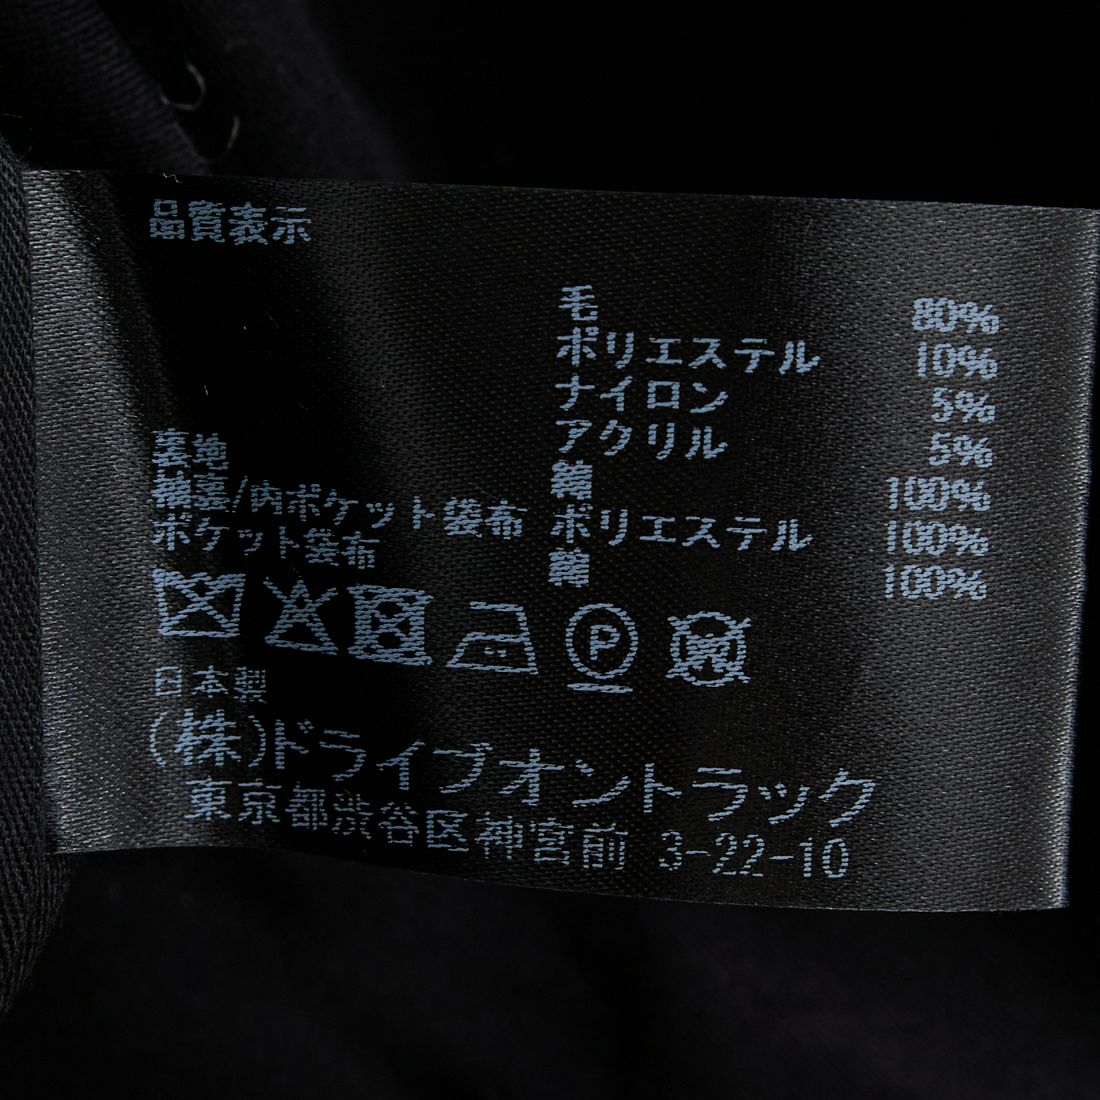 品質表示
毛 80%
ポリエステル 10%
ナイロン 5%
アクリル 5%
裏地 綿 100%
袖裏/内ポケット袋布 ポリエステル 100%
ポケット袋布 綿 100%
P
日本製
(株)ドライブオントラック
東京都渋谷区神宮前 3-22-10